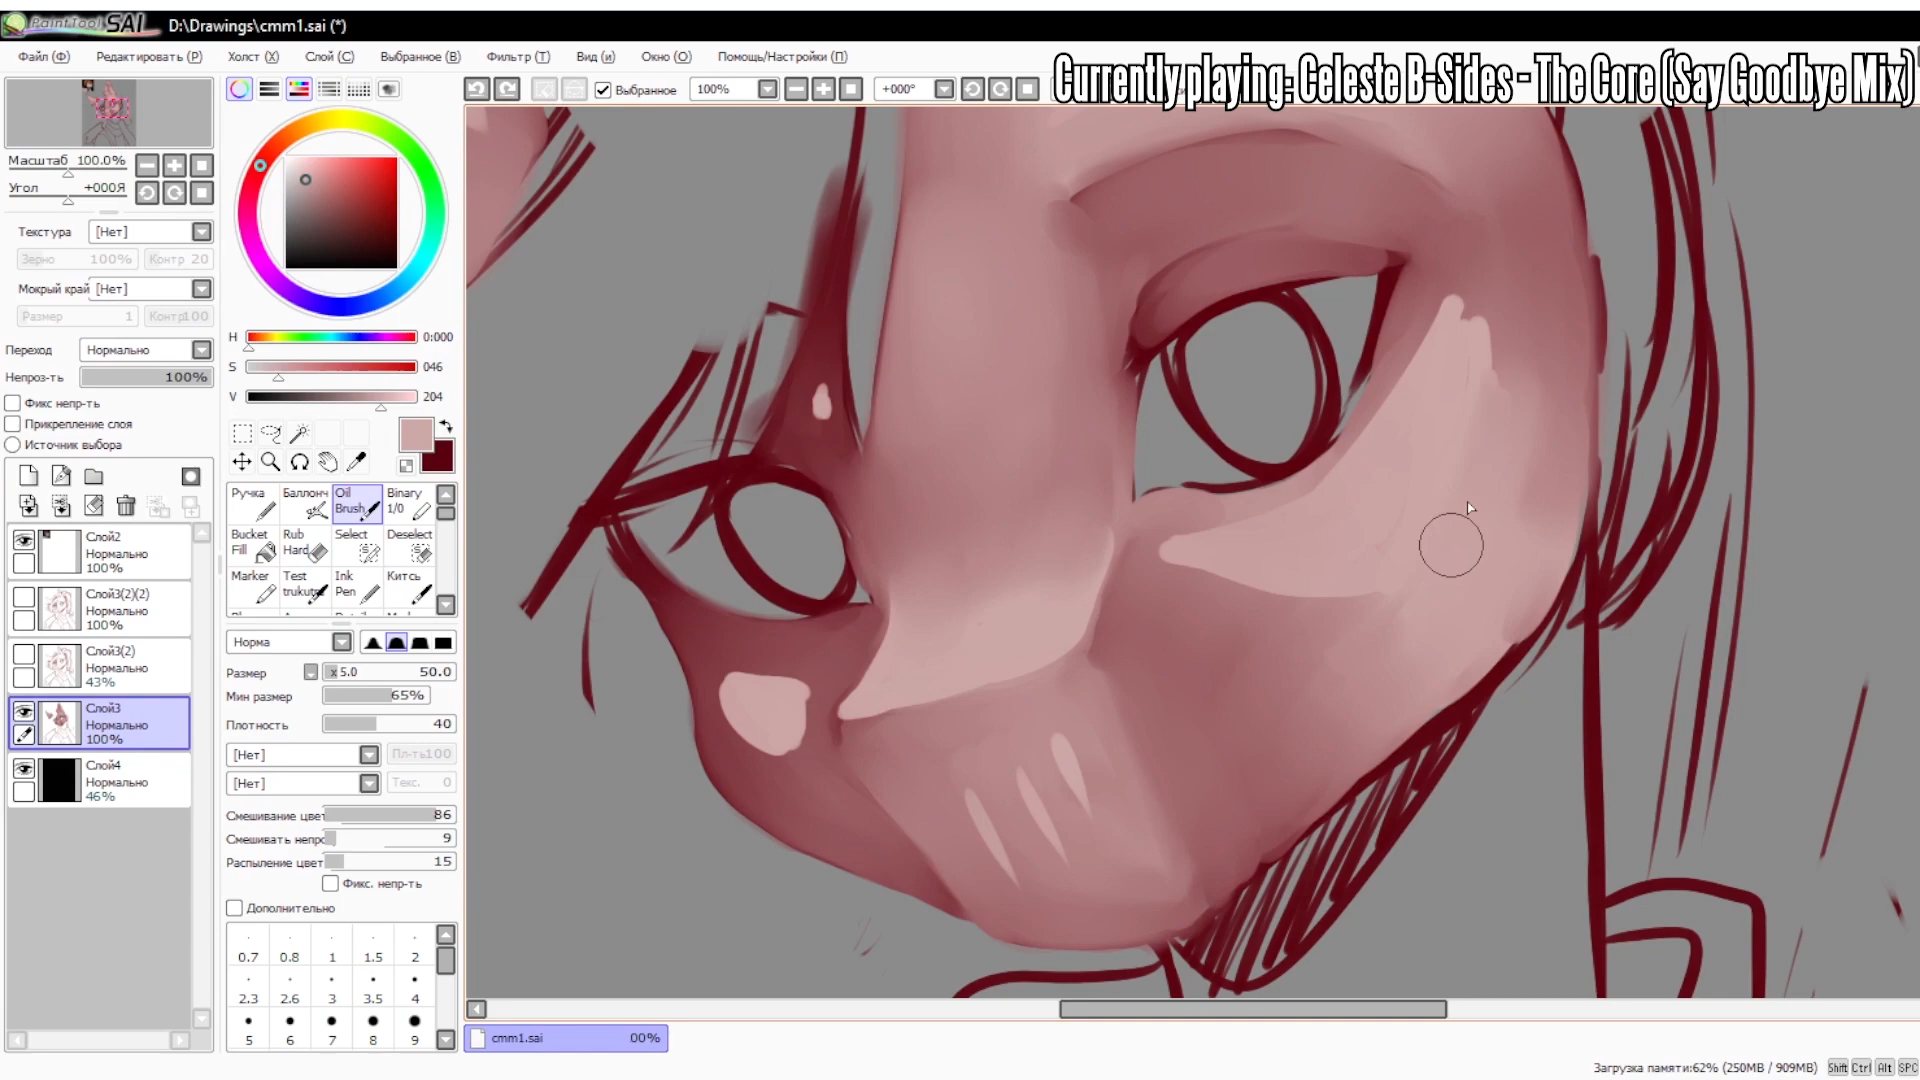 PaintTool SAI D:\Drawings\cmm1.sai (*)
Файл (Ф) Редактировать (Р) Холст (X) Слой (С) Выбранное (В) Фильтр (Т) Вид (и) Окно (О) Помощь/Настройки (П)
Currently playing: Celeste B-Sides - The Core (Say Goodbye Mix)
Выбранное 100% +000°
Масштаб 100.0%
Угол +000Я
Текстура [Нет]
Зерно 100% Контр 20
Мокрый край [Нет]
Размер 1 Контр100
Переход Нормально
Непроз-ть 100%
Фикс непр-ть
Прикрепление слоя
Источник выбора
Слой2
Нормально
100%
Слой3(2)(2)
Нормально
100%
Слой3(2)
Нормально
43%
Слой3
Нормально
100%
Слой4
Нормально
46%
H 0:000
S 046
V 204
Ручка Баллонч Oil Brush Binary 1/0
Bucket Fill Rub Hard Select Deselect
Marker Test trukutr Ink Pen Кить
Норма
Размер x 5.0 50.0
Мин размер 65%
Плотность 40
[Нет] Пл-ть100
[Нет] Текс. 0
Смешивание цвет 86
Смешивать непро 9
Распыление цвет 15
Фикс. непр-ть
Дополнительно
0.7 0.8 1 1.5 2
2.3 2.6 3 3.5 4
5 6 7 8 9
cmm1.sai 00%
Загрузка памяти:62% (250MB / 909MB) Shift Ctrl Alt SPC